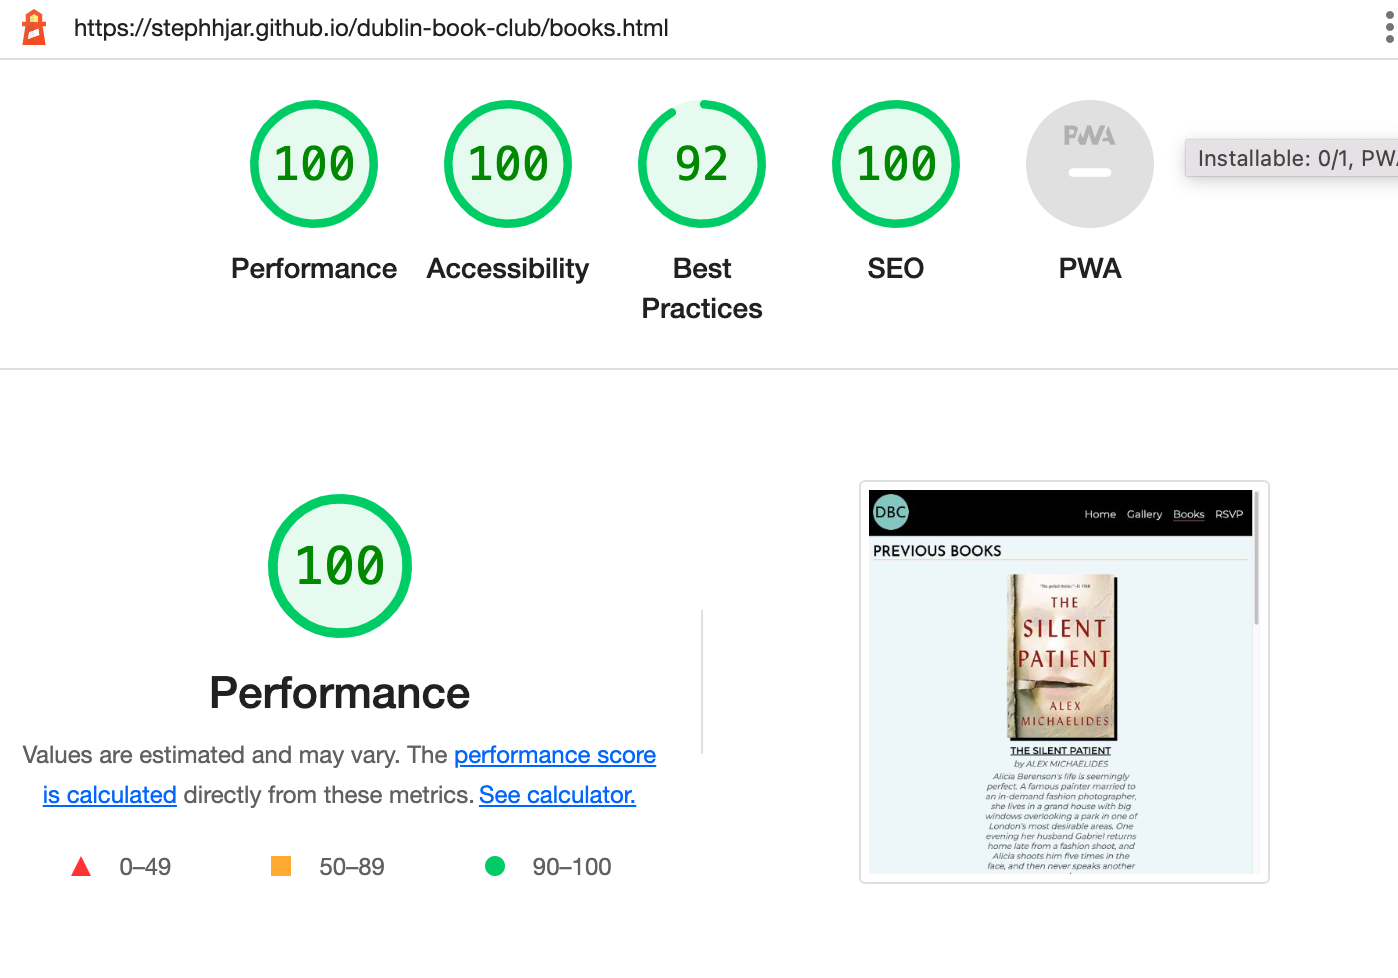 https://stephhjar.github.io/dublin-book-club/books.html
100
100
92
100
PWA
Installable: 0/1, PWA
Performance
Accessibility
Best
Practices
SEO
PWA
100
Performance
Values are estimated and may vary. The performance score
is calculated directly from these metrics. See calculator.
0–49
50–89
90–100
DBC
Home
Gallery
Books
RSVP
PREVIOUS BOOKS
THE
SILENT
PATIENT
ALEX
MICHAELIDES
THE SILENT PATIENT
by ALEX MICHAELIDES
Alicia Berenson's life is seemingly
perfect. A famous painter married to
an in-demand fashion photographer,
she lives in a grand house with big
windows overlooking a park in one of
London's most desirable areas. One
evening her husband Gabriel returns
home late from a fashion shoot, and
Alicia shoots him five times in the
face, and then never speaks another